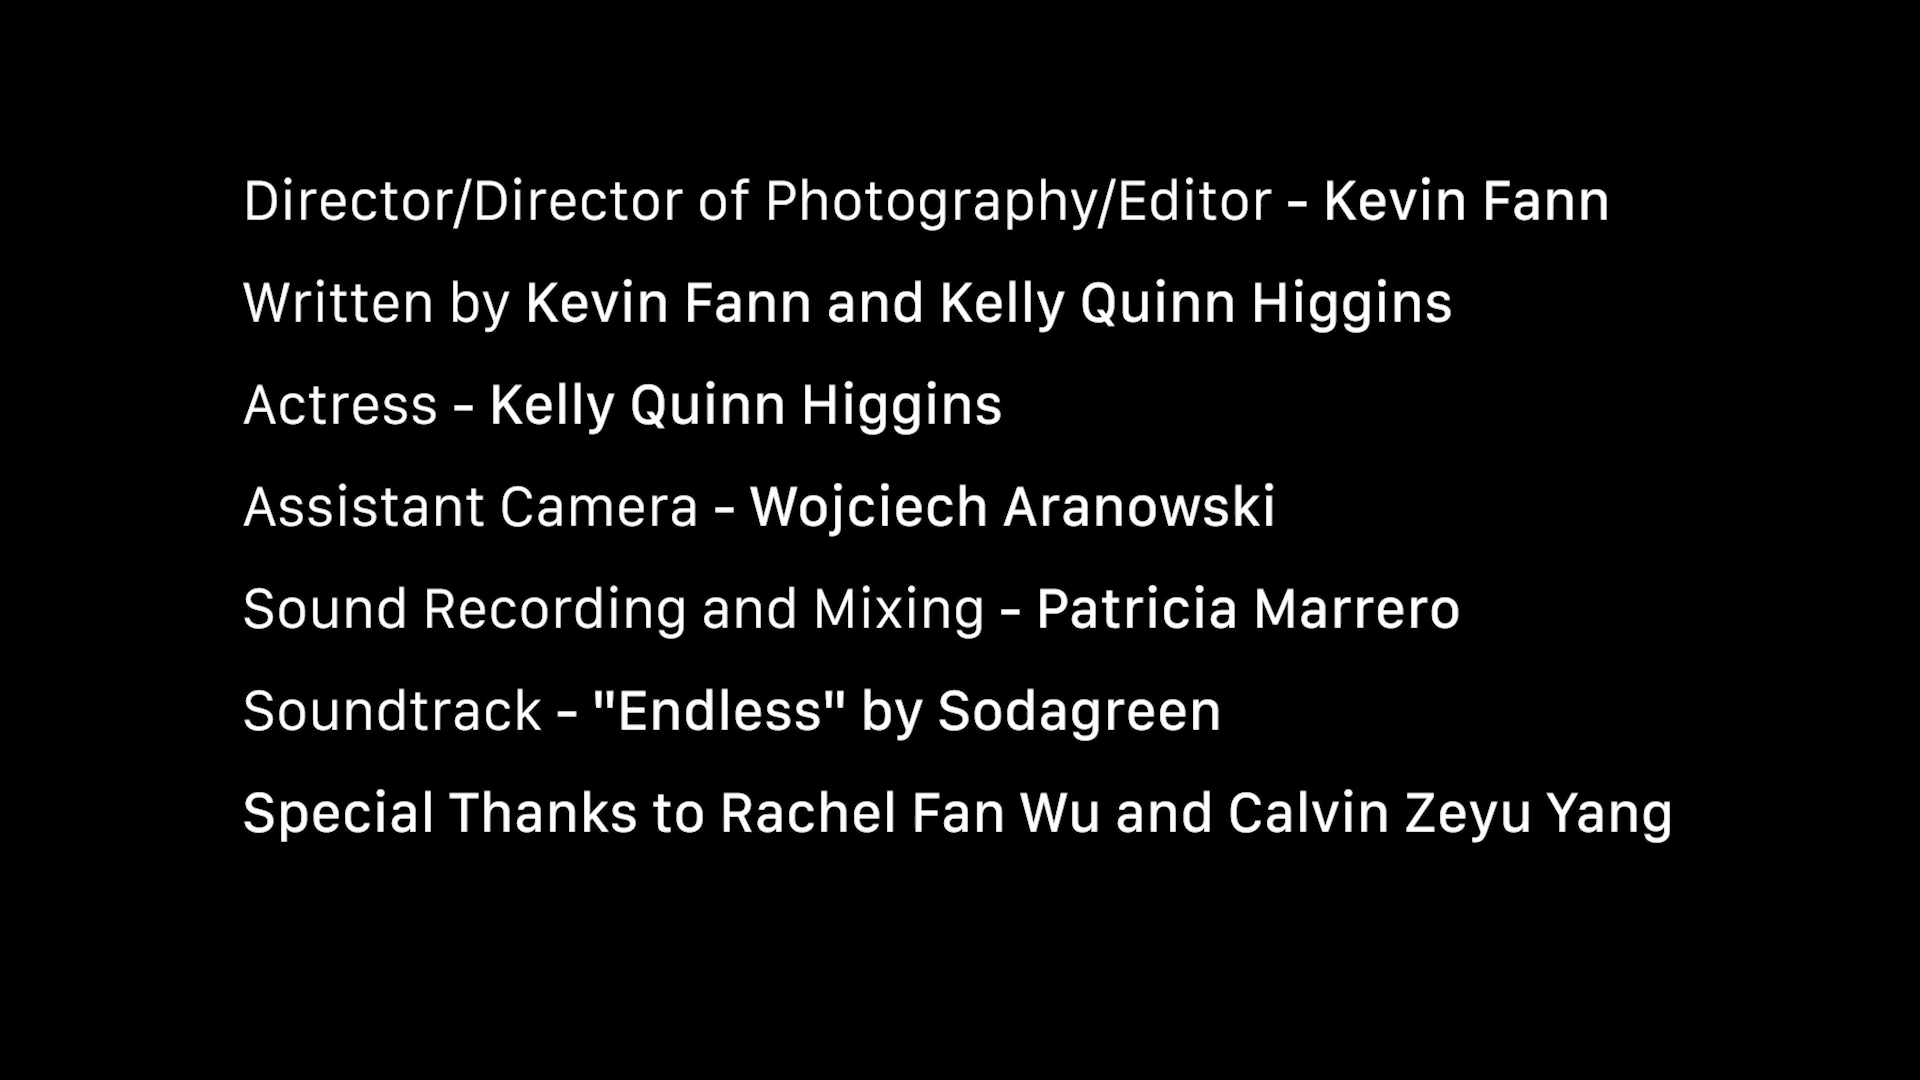 Director/Director of Photography/Editor - Kevin Fann
Written by Kevin Fann and Kelly Quinn Higgins
Actress - Kelly Quinn Higgins
Assistant Camera - Wojciech Aranowski
Sound Recording and Mixing - Patricia Marrero
Soundtrack - "Endless" by Sodagreen
Special Thanks to Rachel Fan Wu and Calvin Zeyu Yang